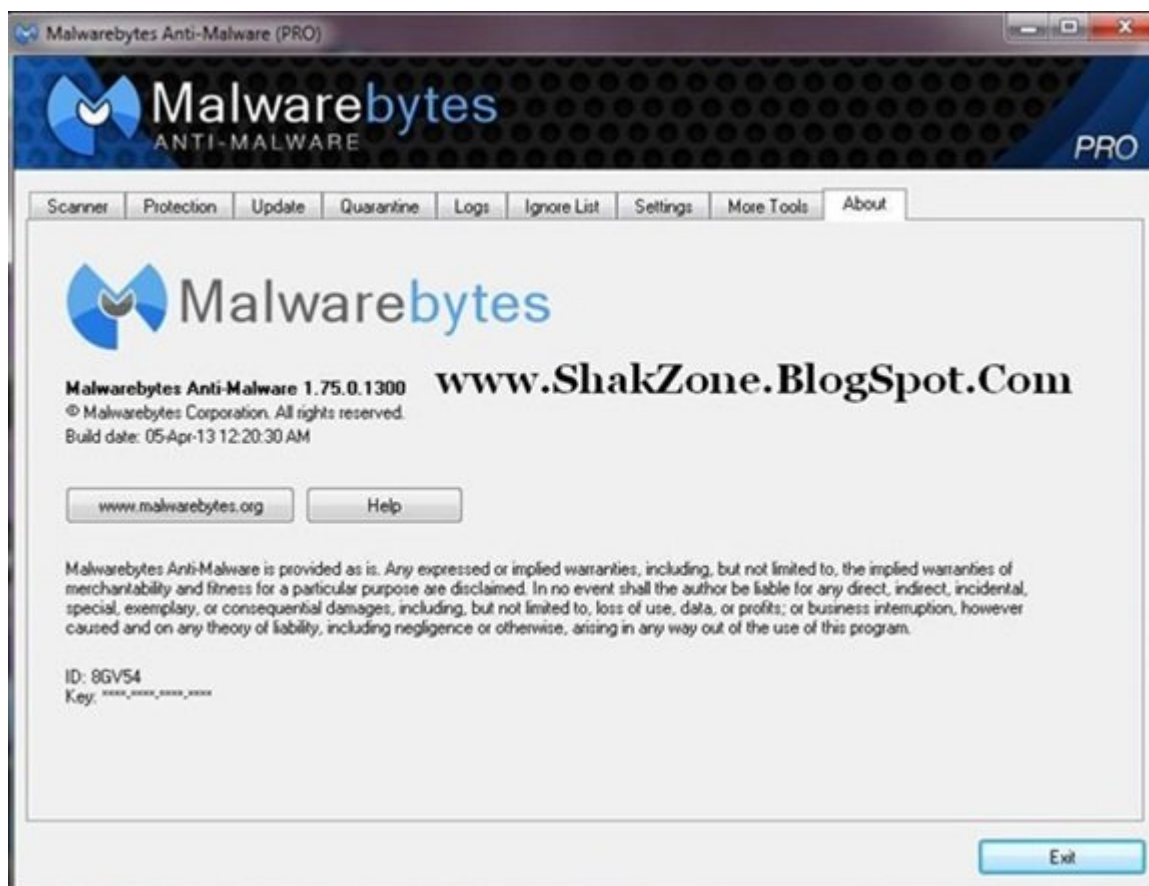 Malwarebytes Anti-Malware (PRO)
Malwarebytes
ANTI-MALWARE
PRO
Scanner Protection Update Quarantine Logs Ignore List Settings More Tools About
Malwarebytes
www.ShakZone.BlogSpot.Com
Malwarebytes Anti-Malware 1.75.0.1300
© Malwarebytes Corporation. All rights reserved.
Build date: 05-Apr-13 12:20:30 AM
www.malwarebytes.org Help
Malwarebytes Anti-Malware is provided as is. Any expressed or implied warranties, including, but not limited to, the implied warranties of
merchantability and fitness for a particular purpose are disclaimed. In no event shall the author be liable for any direct, indirect, incidental,
special, exemplary, or consequential damages, including, but not limited to, loss of use, data, or profits; or business interruption, however
caused and on any theory of liability, including negligence or otherwise, arising in any way out of the use of this program.
ID: 8GV54
Key: ****-****-****-****
Exit